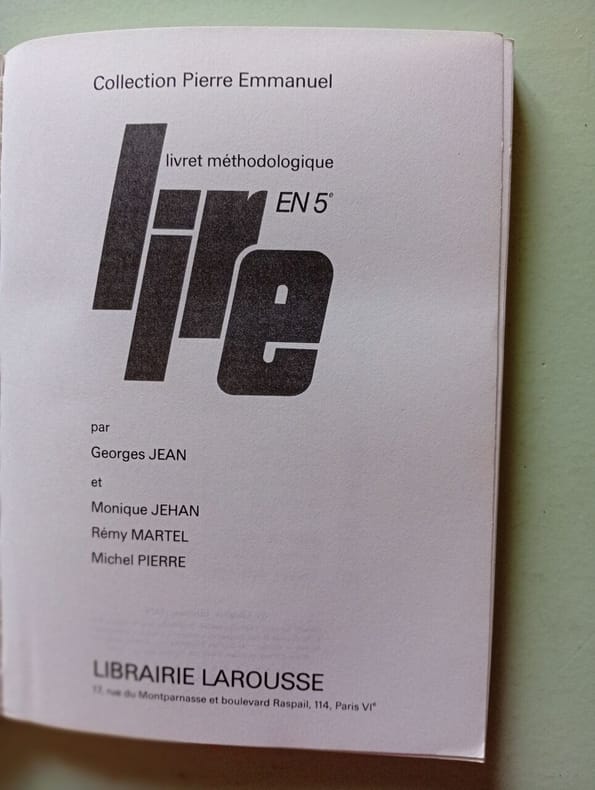 Collection Pierre Emmanuel
livret méthodologique
lire
EN 5e
par
Georges JEAN
et
Monique JEHAN
Rémy MARTEL
Michel PIERRE
LIBRAIRIE LAROUSSE
17, rue du Montparnasse et boulevard Raspail, 114, Paris VIe